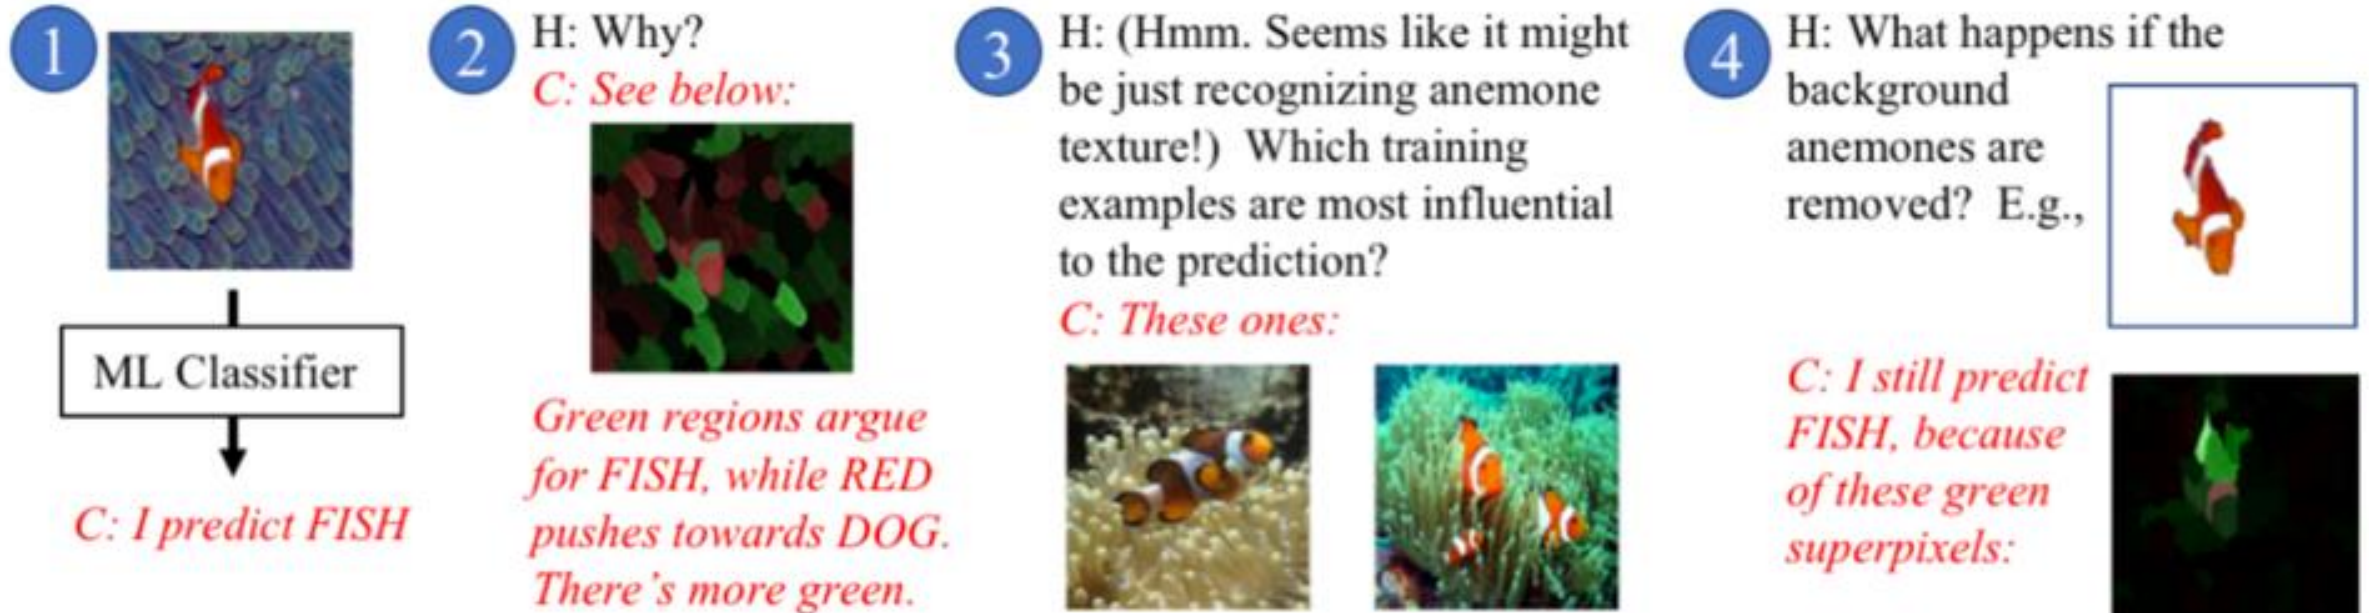 1
ML Classifier
C: I predict FISH
2
H: Why?
C: See below:
Green regions argue
for FISH, while RED
pushes towards DOG.
There's more green.
3
H: (Hmm. Seems like it might
be just recognizing anemone
texture!) Which training
examples are most influential
to the prediction?
C: These ones:
4
H: What happens if the
background
anemones are
removed? E.g.,
C: I still predict
FISH, because
of these green
superpixels: